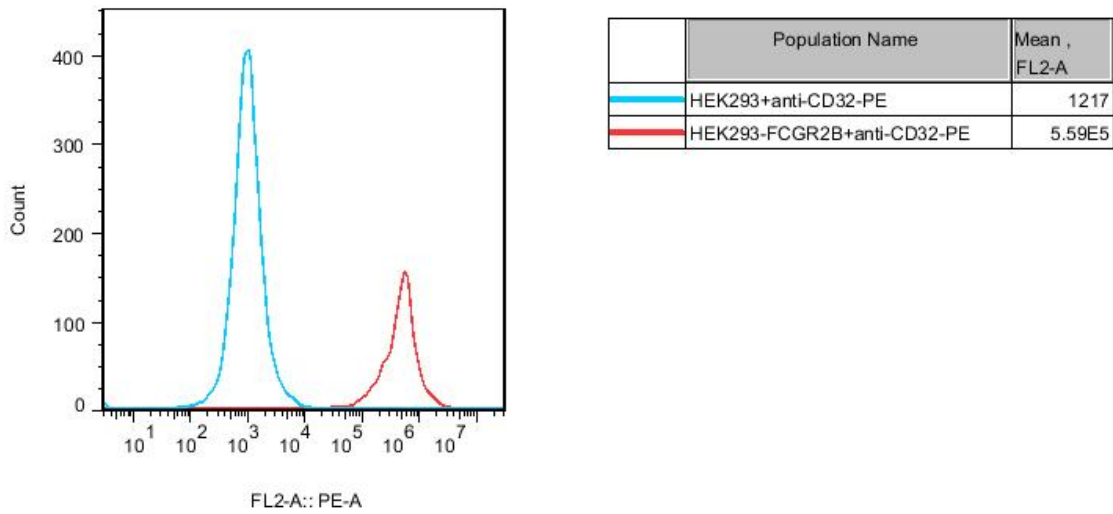 400
300
200
100
0
Count
10^1 10^2 10^3 10^4 10^5 10^6 10^7
FL2-A:: PE-A
Population Name Mean ,
FL2-A
HEK293+anti-CD32-PE 1217
HEK293-FCGR2B+anti-CD32-PE 5.59E5